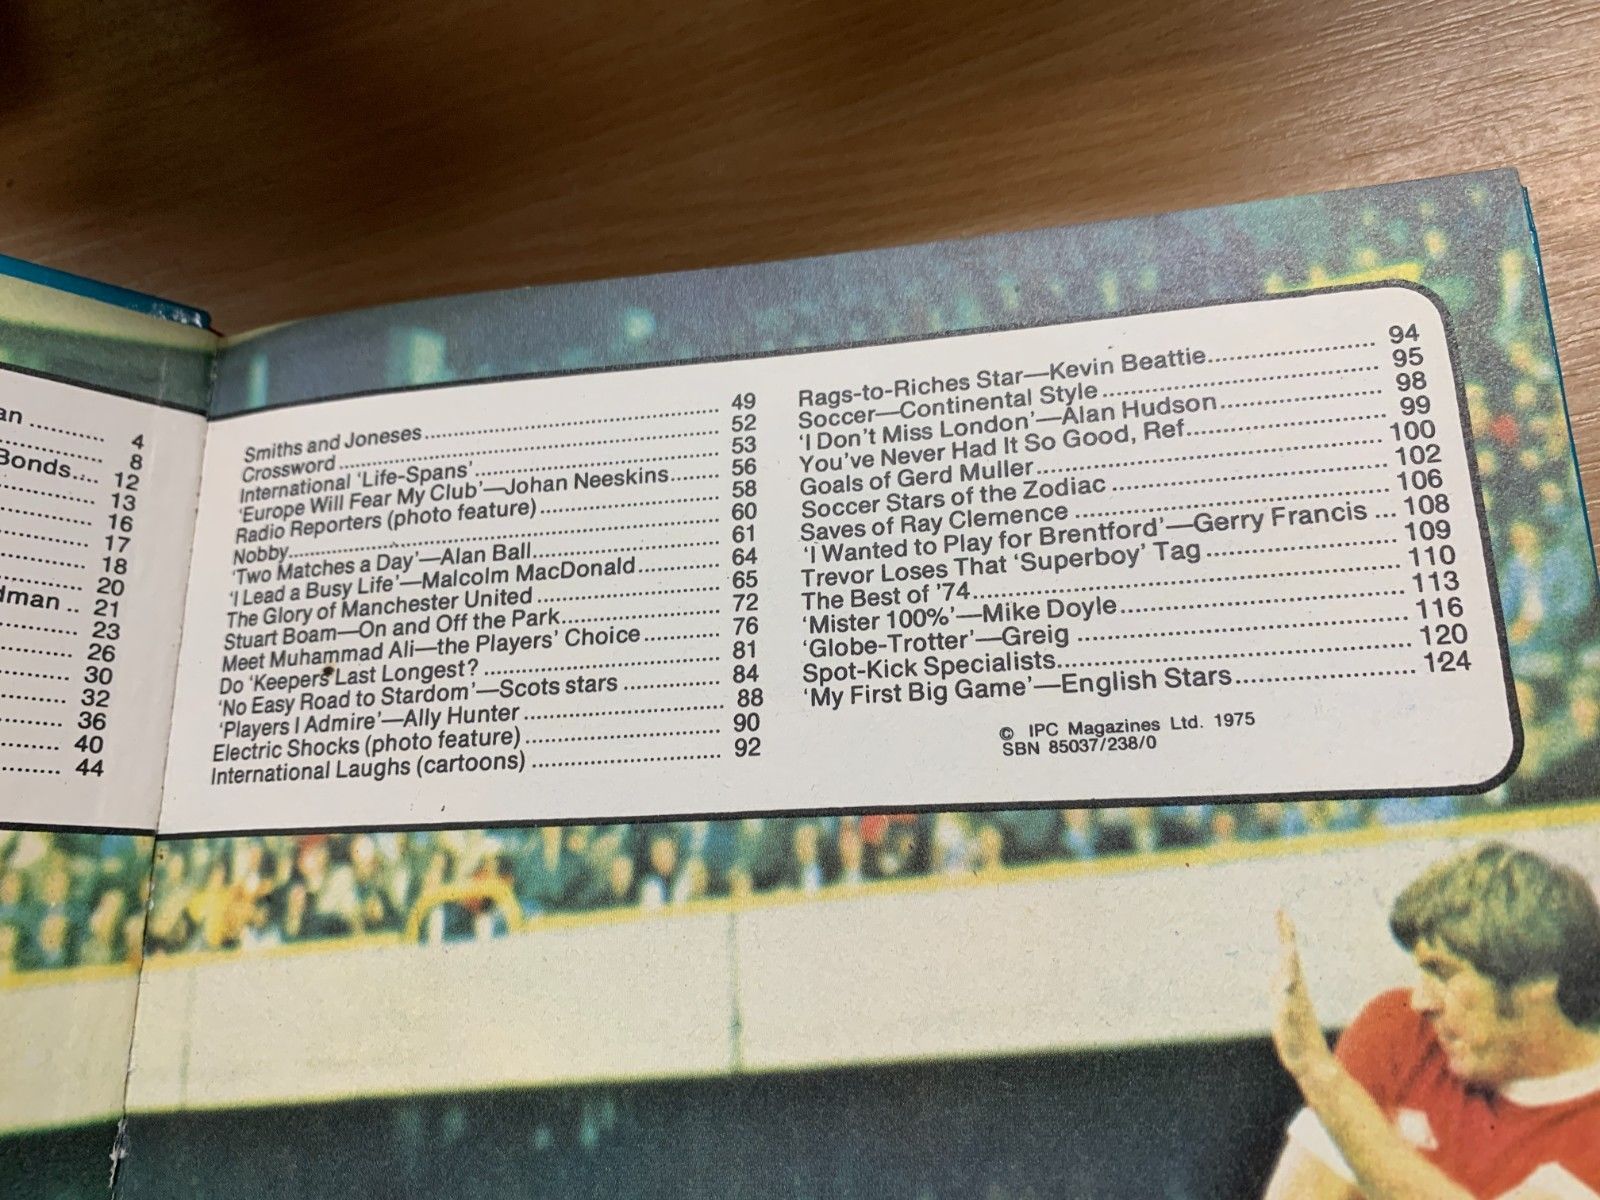 an .......... 4
8
Bonds.... 12
13
16
17
18
20
dman .. 21
23
26
30
32
36
40
44
Smiths and Joneses ........ 49
Crossword ........ 52
International 'Life-Spans' ........ 53
'Europe Will Fear My Club'—Johan Neeskins ........ 56
Radio Reporters (photo feature) ........ 58
Nobby ........ 60
'Two Matches a Day'—Alan Ball ........ 61
'I Lead a Busy Life'—Malcolm MacDonald ........ 64
The Glory of Manchester United ........ 65
Stuart Boam—On and Off the Park ........ 72
Meet Muhammad Ali—the Players' Choice ........ 76
Do 'Keepers Last Longest? ........ 81
'No Easy Road to Stardom'—Scots stars ........ 84
'Players I Admire'—Ally Hunter ........ 88
Electric Shocks (photo feature) ........ 90
International Laughs (cartoons) ........ 92
Rags-to-Riches Star—Kevin Beattie ........ 94
Soccer—Continental Style ........ 95
'I Don't Miss London'—Alan Hudson ........ 98
You've Never Had It So Good, Ref ........ 99
Goals of Gerd Muller ........ 100
Soccer Stars of the Zodiac ........ 102
Saves of Ray Clemence ........ 106
'I Wanted to Play for Brentford'—Gerry Francis ... 108
Trevor Loses That 'Superboy' Tag ........ 109
The Best of '74 ........ 110
'Mister 100%'—Mike Doyle ........ 113
'Globe-Trotter'—Greig ........ 116
Spot-Kick Specialists ........ 120
'My First Big Game'—English Stars ........ 124
© IPC Magazines Ltd. 1975
SBN 85037/238/0